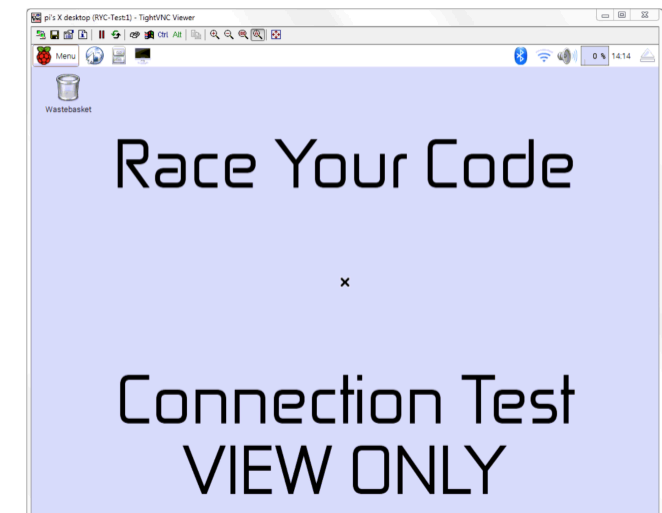 pi's X desktop (RYC-Test:1) - TightVNC Viewer
Ctrl Alt
Menu
0 % 14:14
Wastebasket
Race Your Code
Connection Test
VIEW ONLY